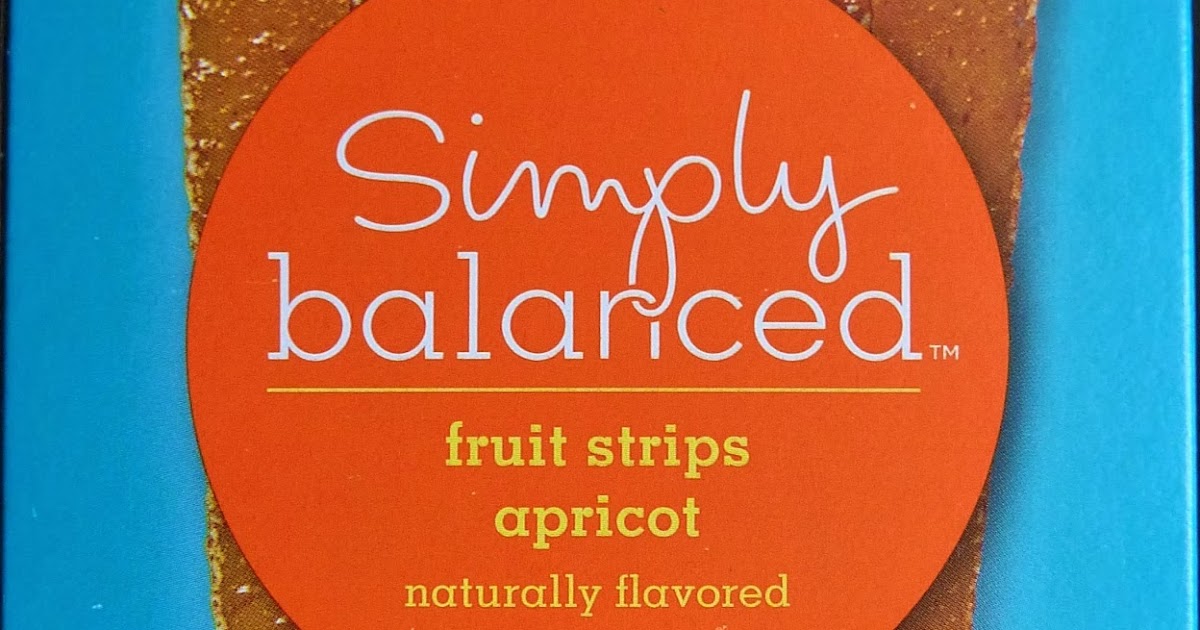 Simply
balanced™
fruit strips
apricot
naturally flavored